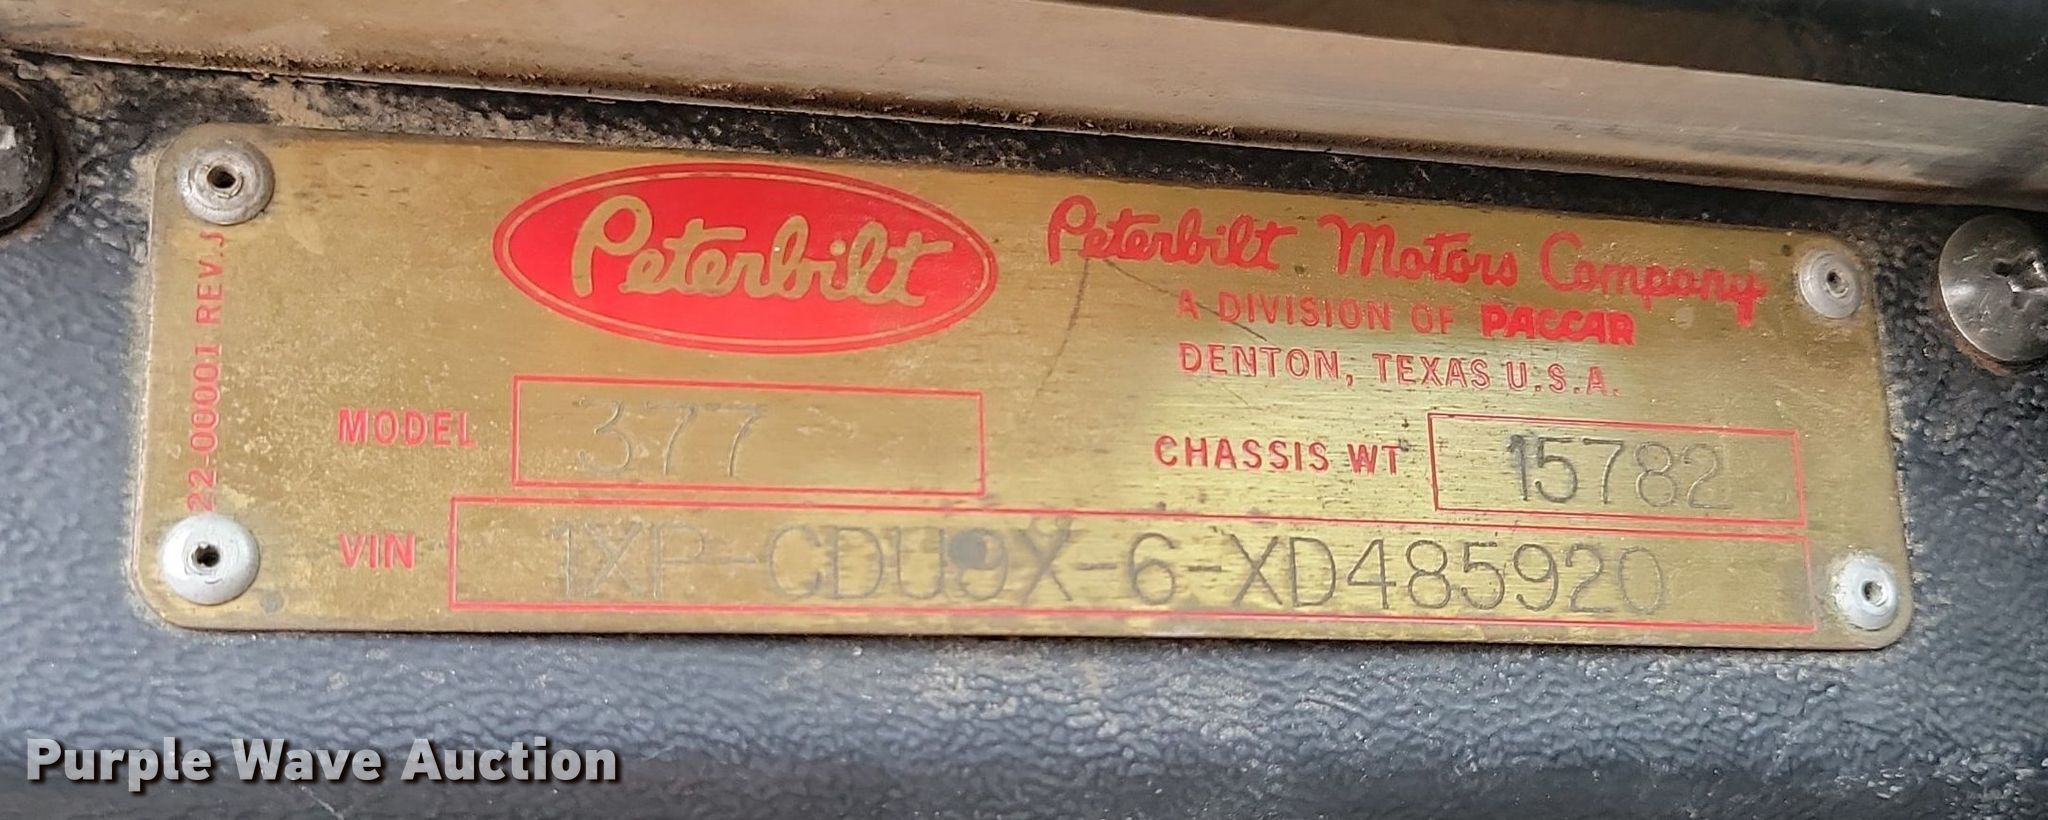 22-00001 REV.J
Peterbilt
Peterbilt Motors Company
A DIVISION OF PACCAR
DENTON, TEXAS U.S.A.
MODEL 377
CHASSIS WT 15782
VIN 1XP-CDU9X-6-XD485920
Purple Wave Auction